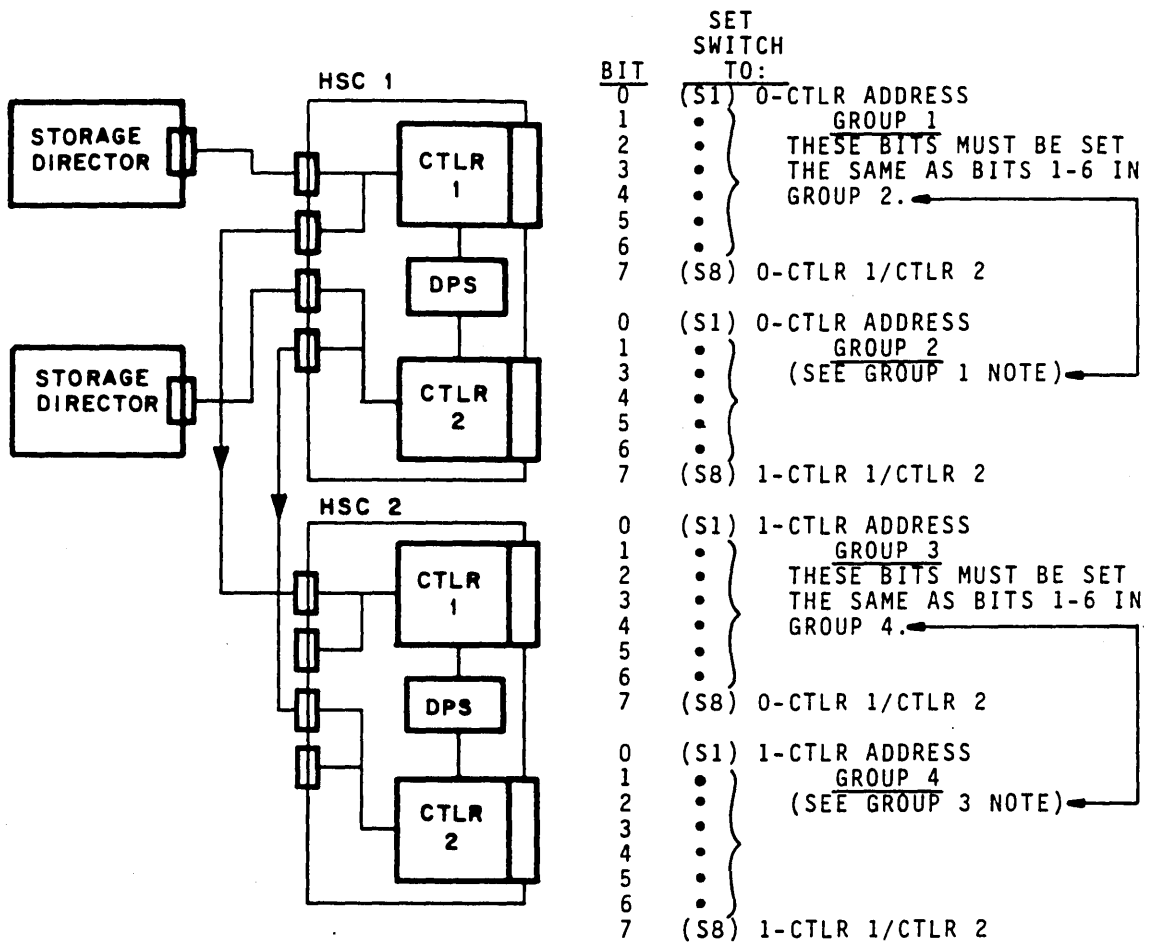 HSC 1
STORAGE
DIRECTOR
CTLR
1
DPS
STORAGE
DIRECTOR
CTLR
2
HSC 2
CTLR
1
DPS
CTLR
2
SET
SWITCH
BIT TO:
0 (S1) 0-CTLR ADDRESS
1 • GROUP 1
2 • THESE BITS MUST BE SET
3 • THE SAME AS BITS 1-6 IN
4 • GROUP 2.
5 •
6 •
7 (S8) 0-CTLR 1/CTLR 2
0 (S1) 0-CTLR ADDRESS
1 • GROUP 2
3 • (SEE GROUP 1 NOTE)
4 •
5 •
6 •
7 (S8) 1-CTLR 1/CTLR 2
0 (S1) 1-CTLR ADDRESS
1 • GROUP 3
2 • THESE BITS MUST BE SET
3 • THE SAME AS BITS 1-6 IN
4 • GROUP 4.
5 •
6 •
7 (S8) 0-CTLR 1/CTLR 2
0 (S1) 1-CTLR ADDRESS
1 • GROUP 4
2 • (SEE GROUP 3 NOTE)
3 •
4 •
5 •
6 •
7 (S8) 1-CTLR 1/CTLR 2